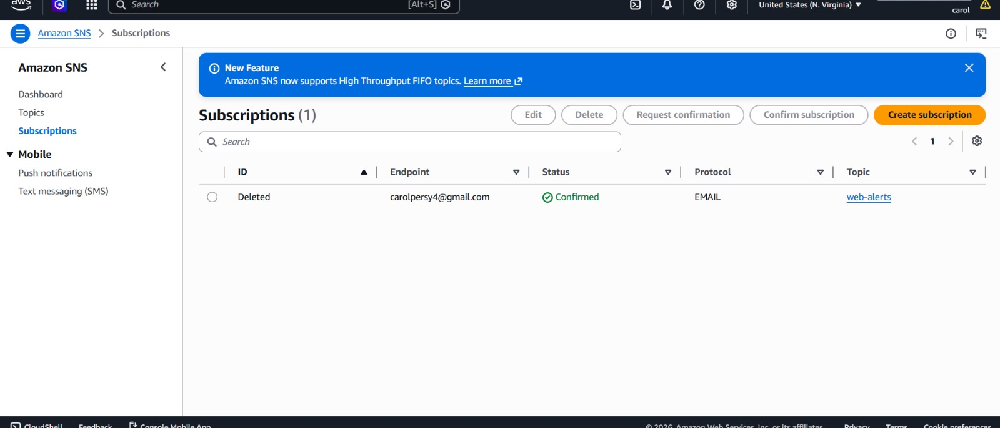 aws
Search [Alt+S]
United States (N. Virginia)
carol
Amazon SNS > Subscriptions
Amazon SNS
Dashboard
Topics
Subscriptions
Mobile
Push notifications
Text messaging (SMS)
New Feature
Amazon SNS now supports High Throughput FIFO topics. Learn more
Subscriptions (1)
Edit
Delete
Request confirmation
Confirm subscription
Create subscription
Search
1
ID Endpoint Status Protocol Topic
Deleted carolpersy4@gmail.com Confirmed EMAIL web-alerts
CloudShell Feedback Console Mobile App © 2026, Amazon Web Services, Inc. or its affiliates. Privacy Terms Cookie preferences